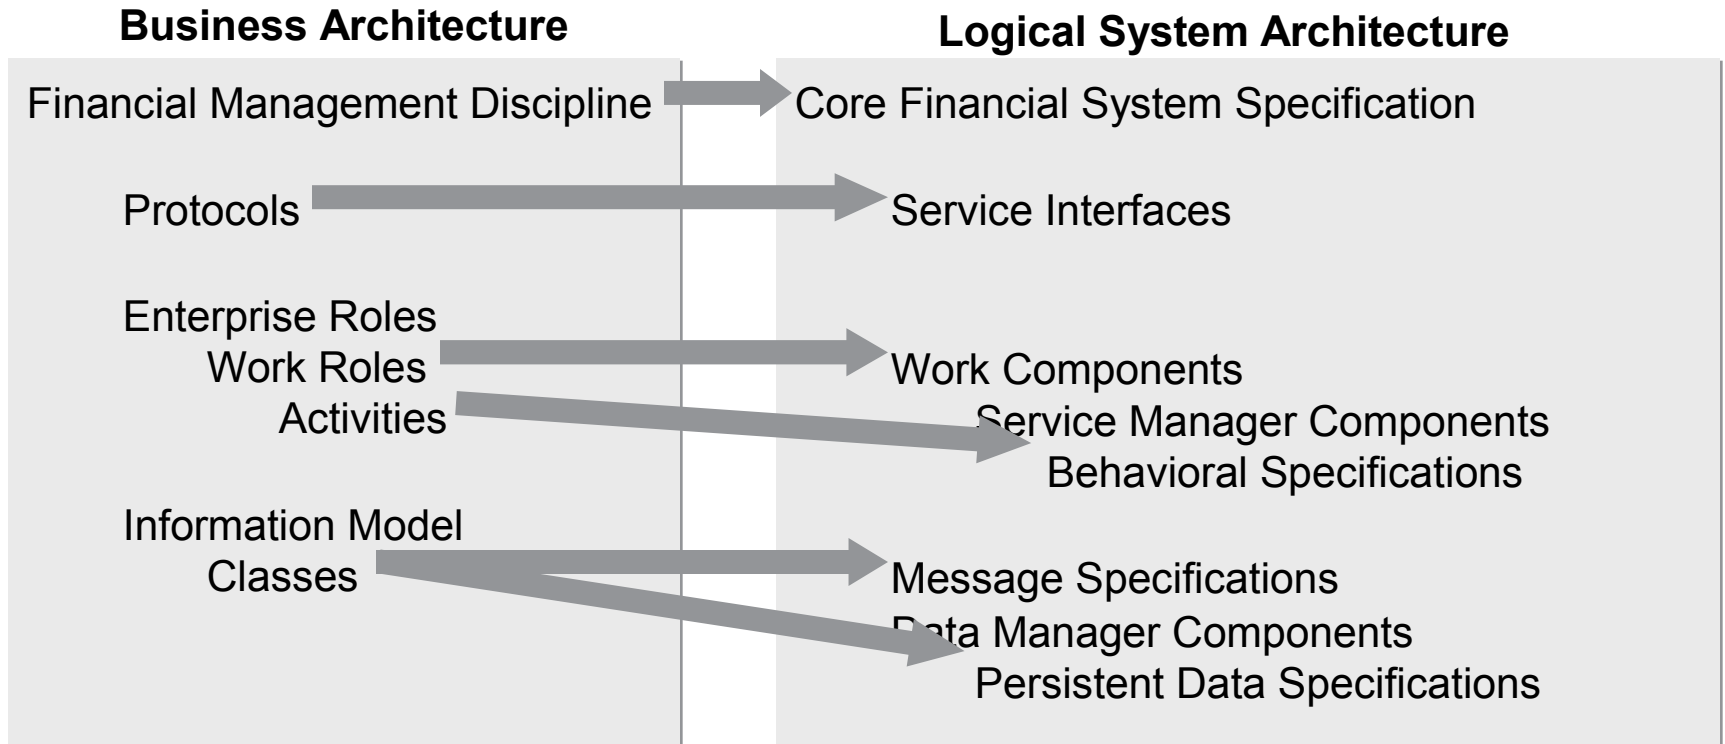 Business Architecture
Logical System Architecture
Financial Management Discipline
Core Financial System Specification
Protocols
Service Interfaces
Enterprise Roles
Work Roles
Work Components
Activities
Service Manager Components
Behavioral Specifications
Information Model
Classes
Message Specifications
Data Manager Components
Persistent Data Specifications